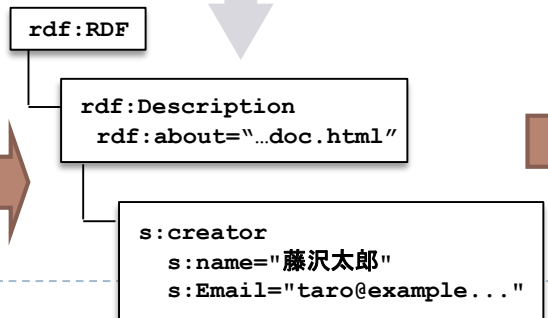 rdf:RDF
rdf:Description
rdf:about=“…doc.html”
s:creator
s:name="藤沢太郎"
s:Email="taro@example..."